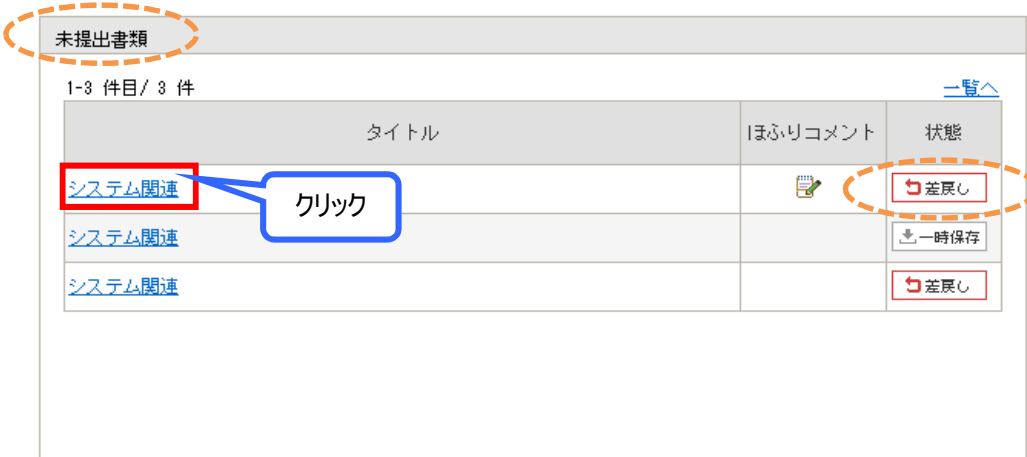 未提出書類
1-3 件目/ 3 件
一覧へ
タイトル
ほふりコメント
状態
システム関連
クリック
差戻し
システム関連
一時保存
システム関連
差戻し